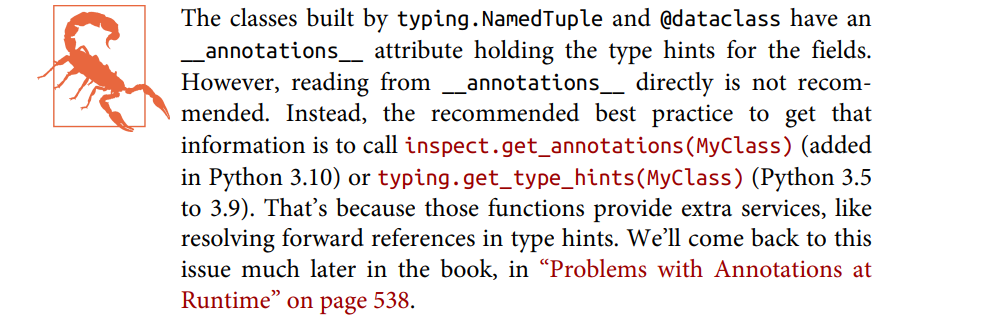 The classes built by typing.NamedTuple and @dataclass have an
__annotations__ attribute holding the type hints for the fields.
However, reading from __annotations__ directly is not recom-
mended. Instead, the recommended best practice to get that
information is to call inspect.get_annotations(MyClass) (added
in Python 3.10) or typing.get_type_hints(MyClass) (Python 3.5
to 3.9). That’s because those functions provide extra services, like
resolving forward references in type hints. We’ll come back to this
issue much later in the book, in “Problems with Annotations at
Runtime” on page 538.